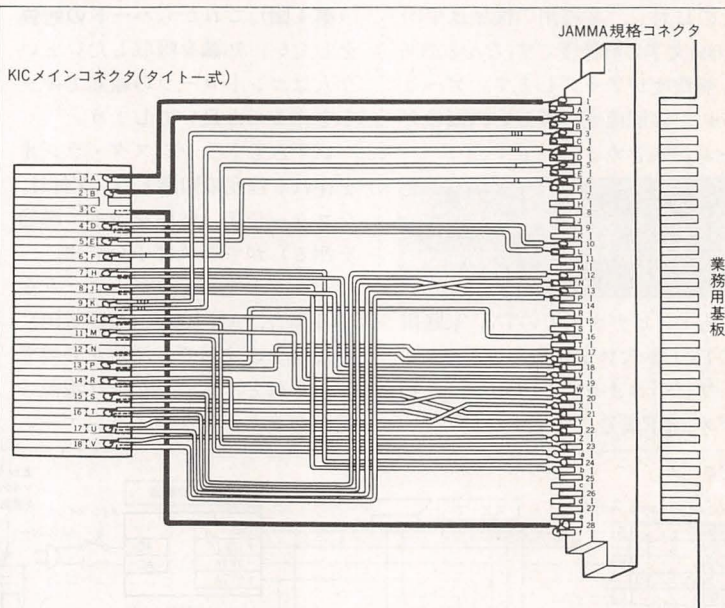 JAMMA規格コネクタ
KICメインコネクタ(タイトー式)
業務用基板
1 A
2 B
3 C
4 D
5 E
6 F
7 H
8 J
9 K
10 L
11 M
12 N
13 P
14 R
15 S
16 T
17 U
18 V
1
A
2
B
3
C
4
D
5
E
6
F
7
H
8
J
9
K
10
L
11
M
12
N
13
P
14
R
15
S
16
T
17
U
18
V
19
W
20
X
21
Y
22
Z
23
a
24
b
25
c
26
d
27
e
28
f